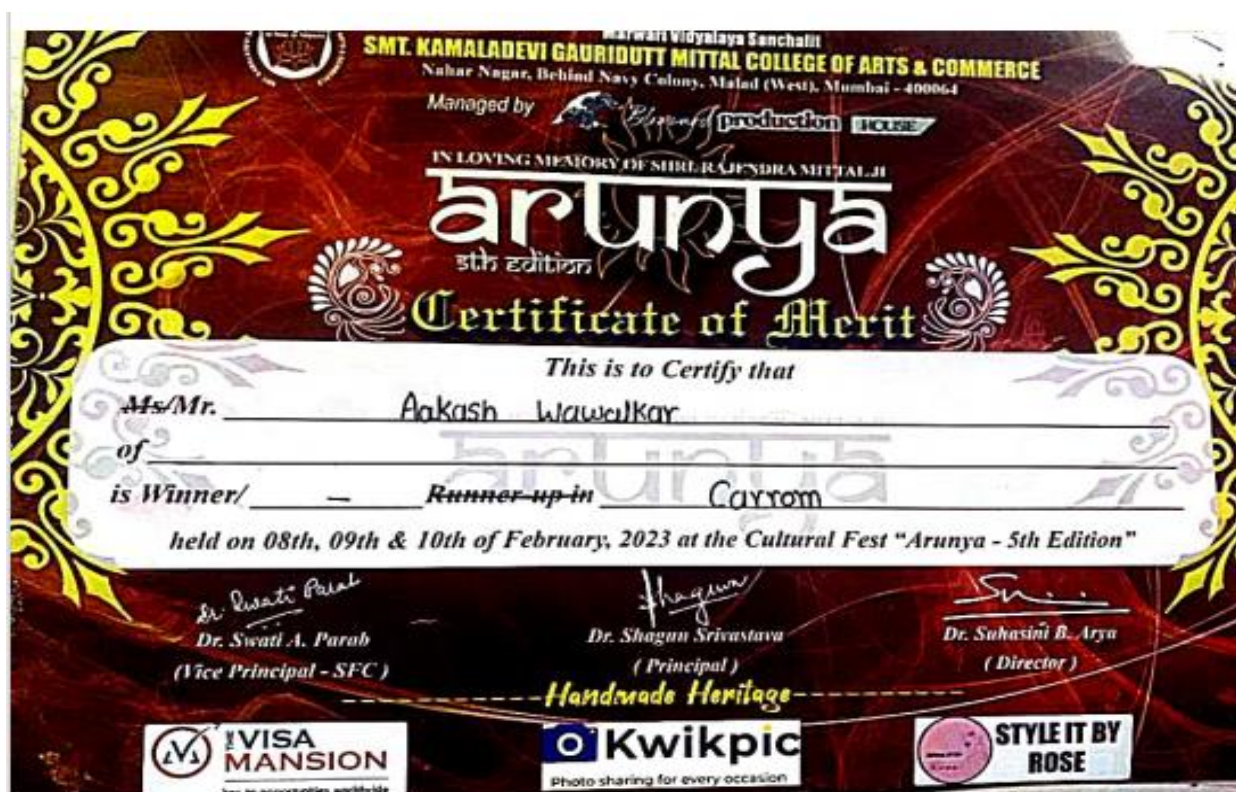 Marwari Vidyalaya Sanchalit
SMT. KAMALADEVI GAURIDUTT MITTAL COLLEGE OF ARTS & COMMERCE
Nahar Nagar, Behind Navy Colony, Malad (West), Mumbai - 400064
Managed by production HOUSE
IN LOVING MEMORY OF SHRI. RAJENDRA MITTAL JI
arunya
5th edition
Certificate of Merit
This is to Certify that
Ms/Mr. Aakash Wawalkar
of
arunya
is Winner/ — Runner-up in Carrom
held on 08th, 09th & 10th of February, 2023 at the Cultural Fest “Arunya - 5th Edition”
Dr. Swati Parab
Shagun
Dr. Swati A. Parab
Dr. Shagun Srivastava
Dr. Suhasini B. Arya
(Vice Principal - SFC)
(Principal)
(Director)
Handmade Heritage
THE VISA MANSION
Kwikpic
Photo sharing for every occasion
STYLE IT BY
ROSE